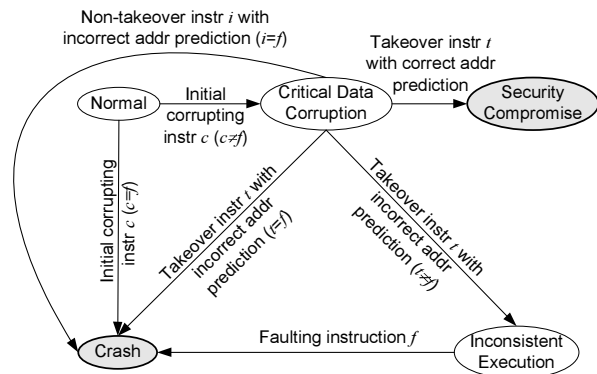 Non-takeover instr i with
incorrect addr prediction (i=f)
Takeover instr t
with correct addr
prediction
Normal
Initial
corrupting
instr c (c≠f)
Critical Data
Corruption
Security
Compromise
Initial corrupting
instr c (c=f)
Takeover instr t with
incorrect addr
prediction (t=f)
Takeover instr t with
incorrect addr
prediction (t≠f)
Crash
Faulting instruction f
Inconsistent
Execution